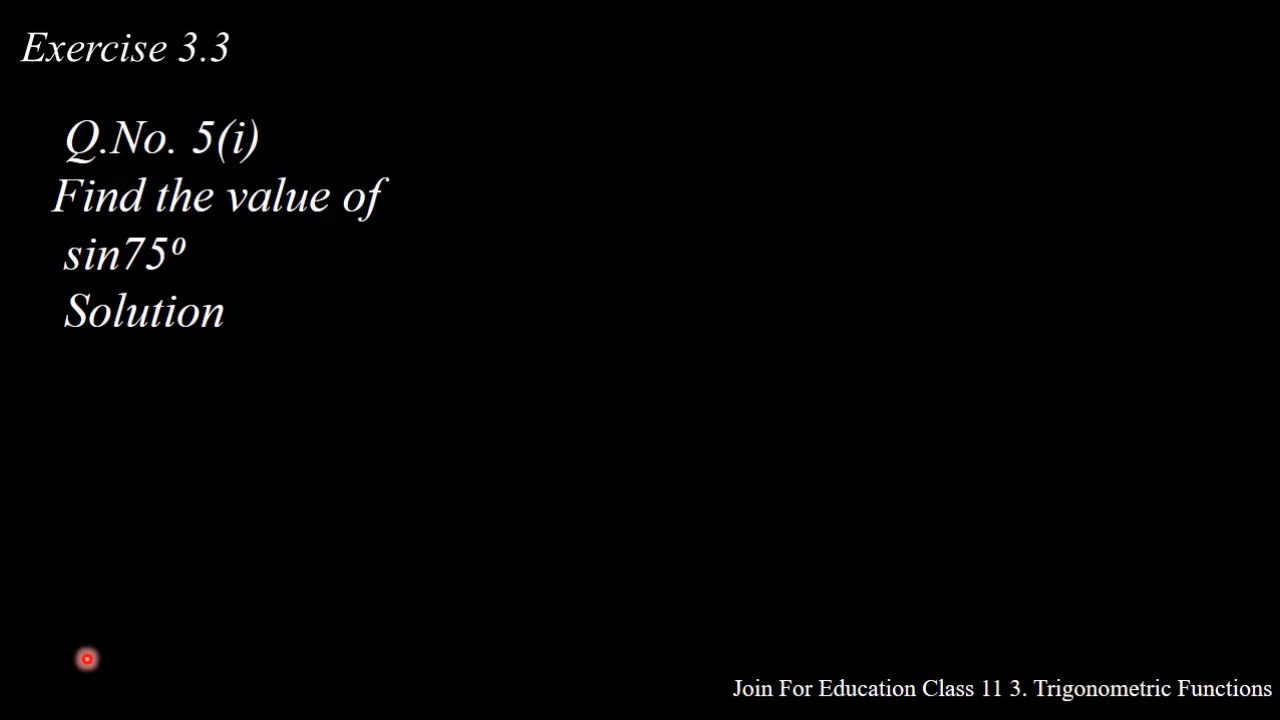 Exercise 3.3
Q.No. 5(i)
Find the value of
sin75⁰
Solution
Join For Education Class 11 3. Trigonometric Functions